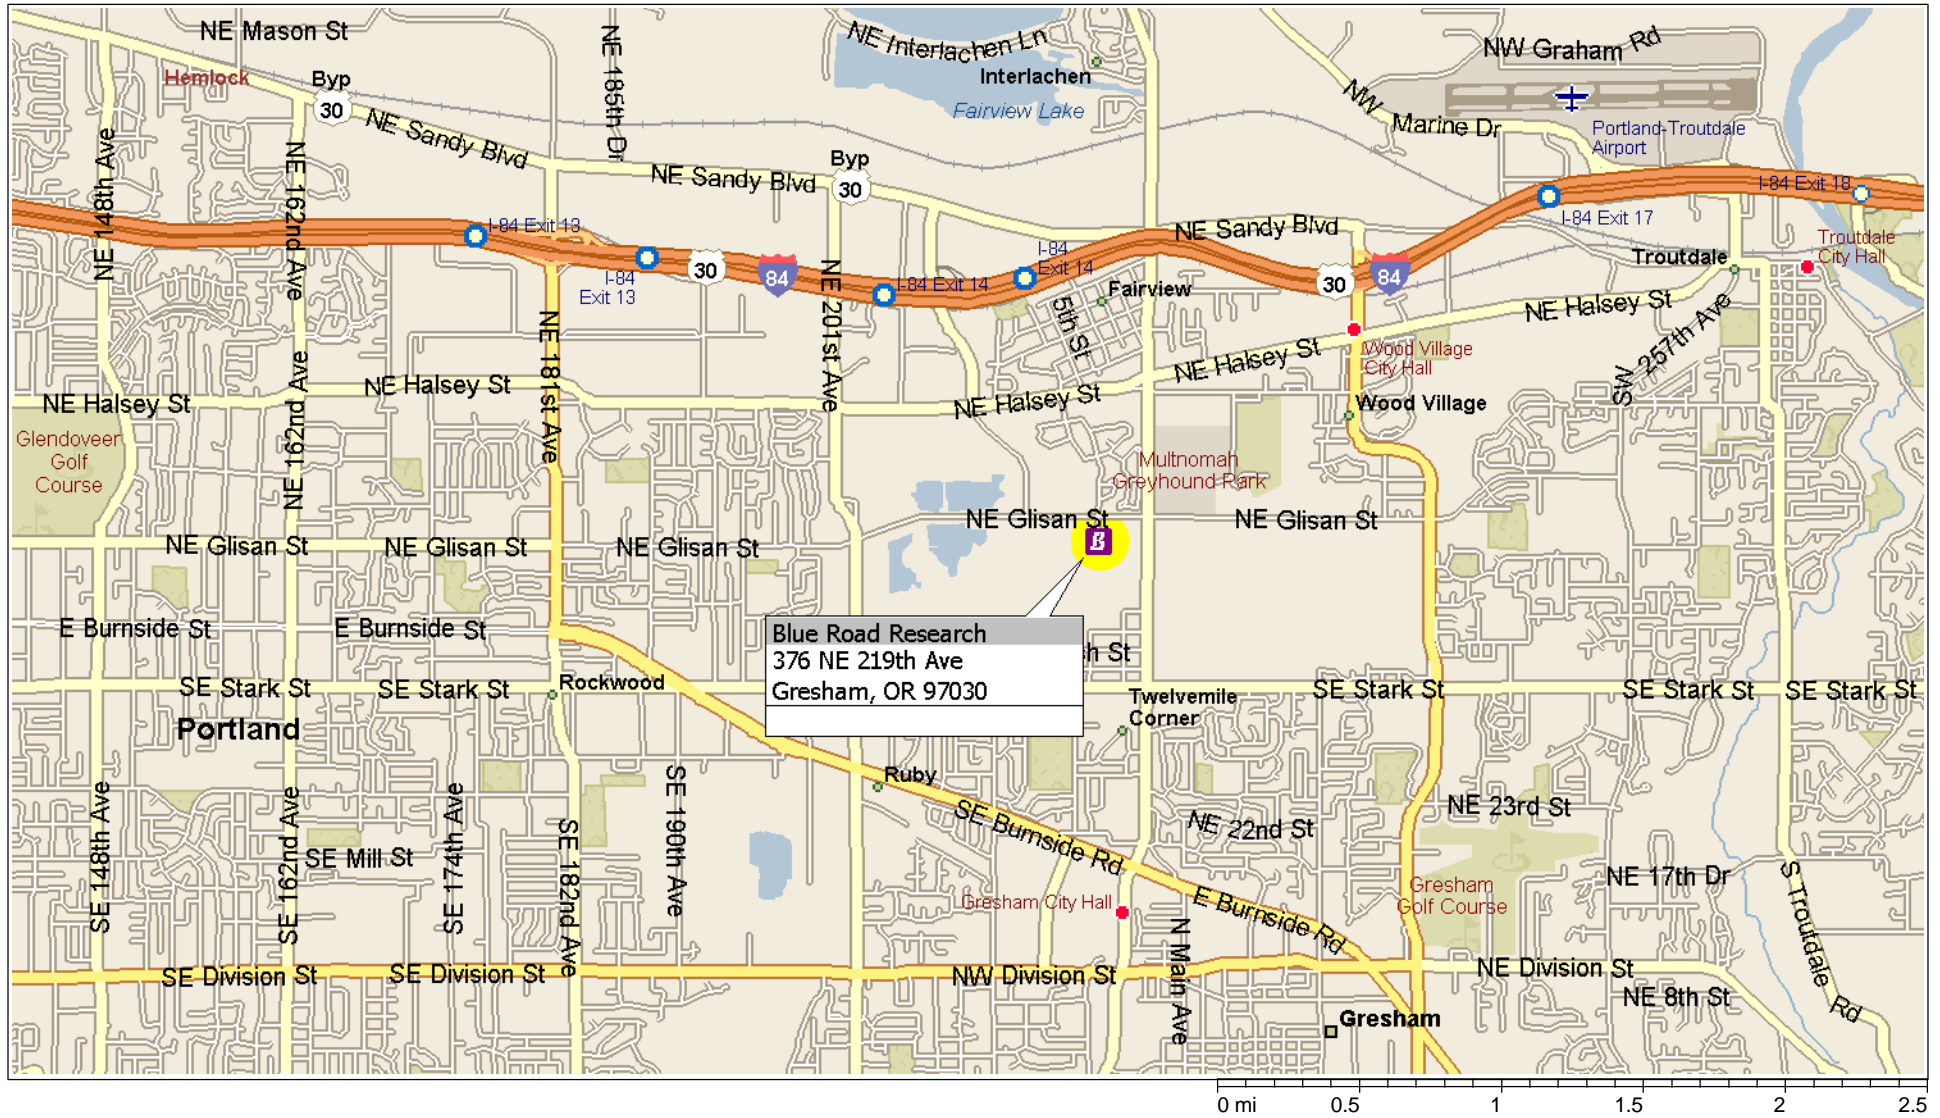 NE Mason St
NE 185th Dr
NE Interlachen Ln
Interlachen
Fairview Lake
NW Graham Rd
Hemlock
Byp
30
NE Sandy Blvd
NW Marine Dr
Portland-Troutdale
Airport
NE 148th Ave
NE 162nd Ave
Byp
30
NE Sandy Blvd
I-84 Exit 18
I-84 Exit 17
I-84 Exit 13
NE Sandy Blvd
Troutdale
City Hall
I-84
Exit 13
30
84
I-84 Exit 14
I-84
Exit 14
30
84
Troutdale
NE 201st Ave
Fairview
5th St
NE Halsey St
SW 257th Ave
NE 181st Ave
NE 162nd Ave
NE Halsey St
NE Halsey St
NE Halsey St
NE Halsey St
Wood Village
City Hall
Wood Village
Glendoveer
Golf
Course
Multnomah
Greyhound Park
NE Glisan St
NE Glisan St
NE Glisan St
NE Glisan St
NE Glisan St
B
E Burnside St
E Burnside St
Blue Road Research
376 NE 219th Ave
Gresham, OR 97030
h St
SE Stark St
SE Stark St
Rockwood
Twelvemile
Corner
SE Stark St
SE Stark St
SE Stark St
Portland
Ruby
SE 148th Ave
SE 162nd Ave
SE 174th Ave
SE 182nd Ave
SE 190th Ave
SE Mill St
SE Burnside Rd
NE 22nd St
NE 23rd St
NE 17th Dr
S Troutdale Rd
Gresham City Hall
E Burnside Rd
Gresham
Golf Course
N Main Ave
SE Division St
SE Division St
NW Division St
NE Division St
NE 8th St
Gresham
0 mi
0.5
1
1.5
2
2.5